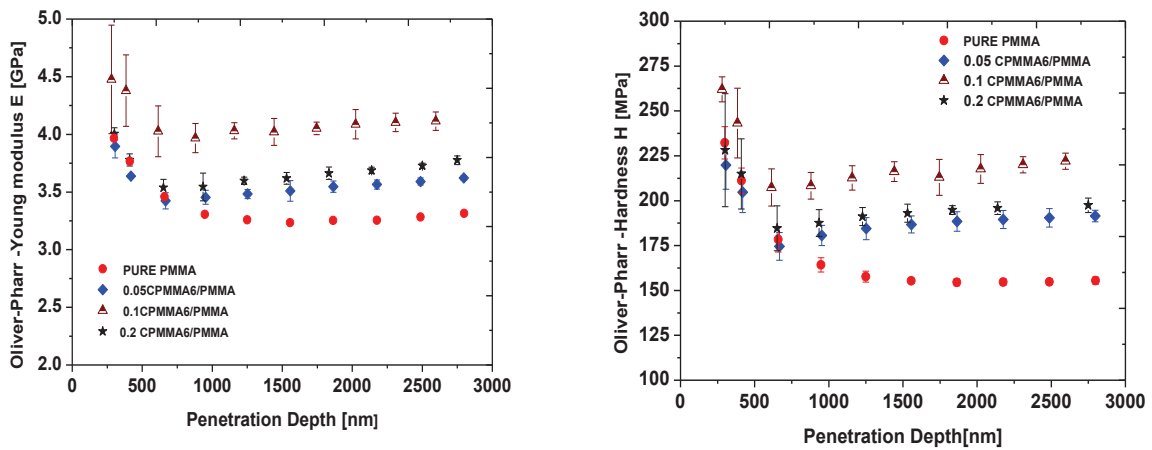 5.0
4.5
4.0
3.5
3.0
2.5
2.0
0
500
1000
1500
2000
2500
3000
Oliver-Pharr -Young modulus E [GPa]
Penetration Depth [nm]
PURE PMMA
0.05CPMMA6/PMMA
0.1CPMMA6/PMMA
0.2 CPMMA6/PMMA
300
275
250
225
200
175
150
125
100
0
500
1000
1500
2000
2500
3000
Oliver-Pharr -Hardness H [MPa]
Penetration Depth[nm]
PURE PMMA
0.05 CPMMA6/PMMA
0.1 CPMMA6/PMMA
0.2 CPMMA6/PMMA